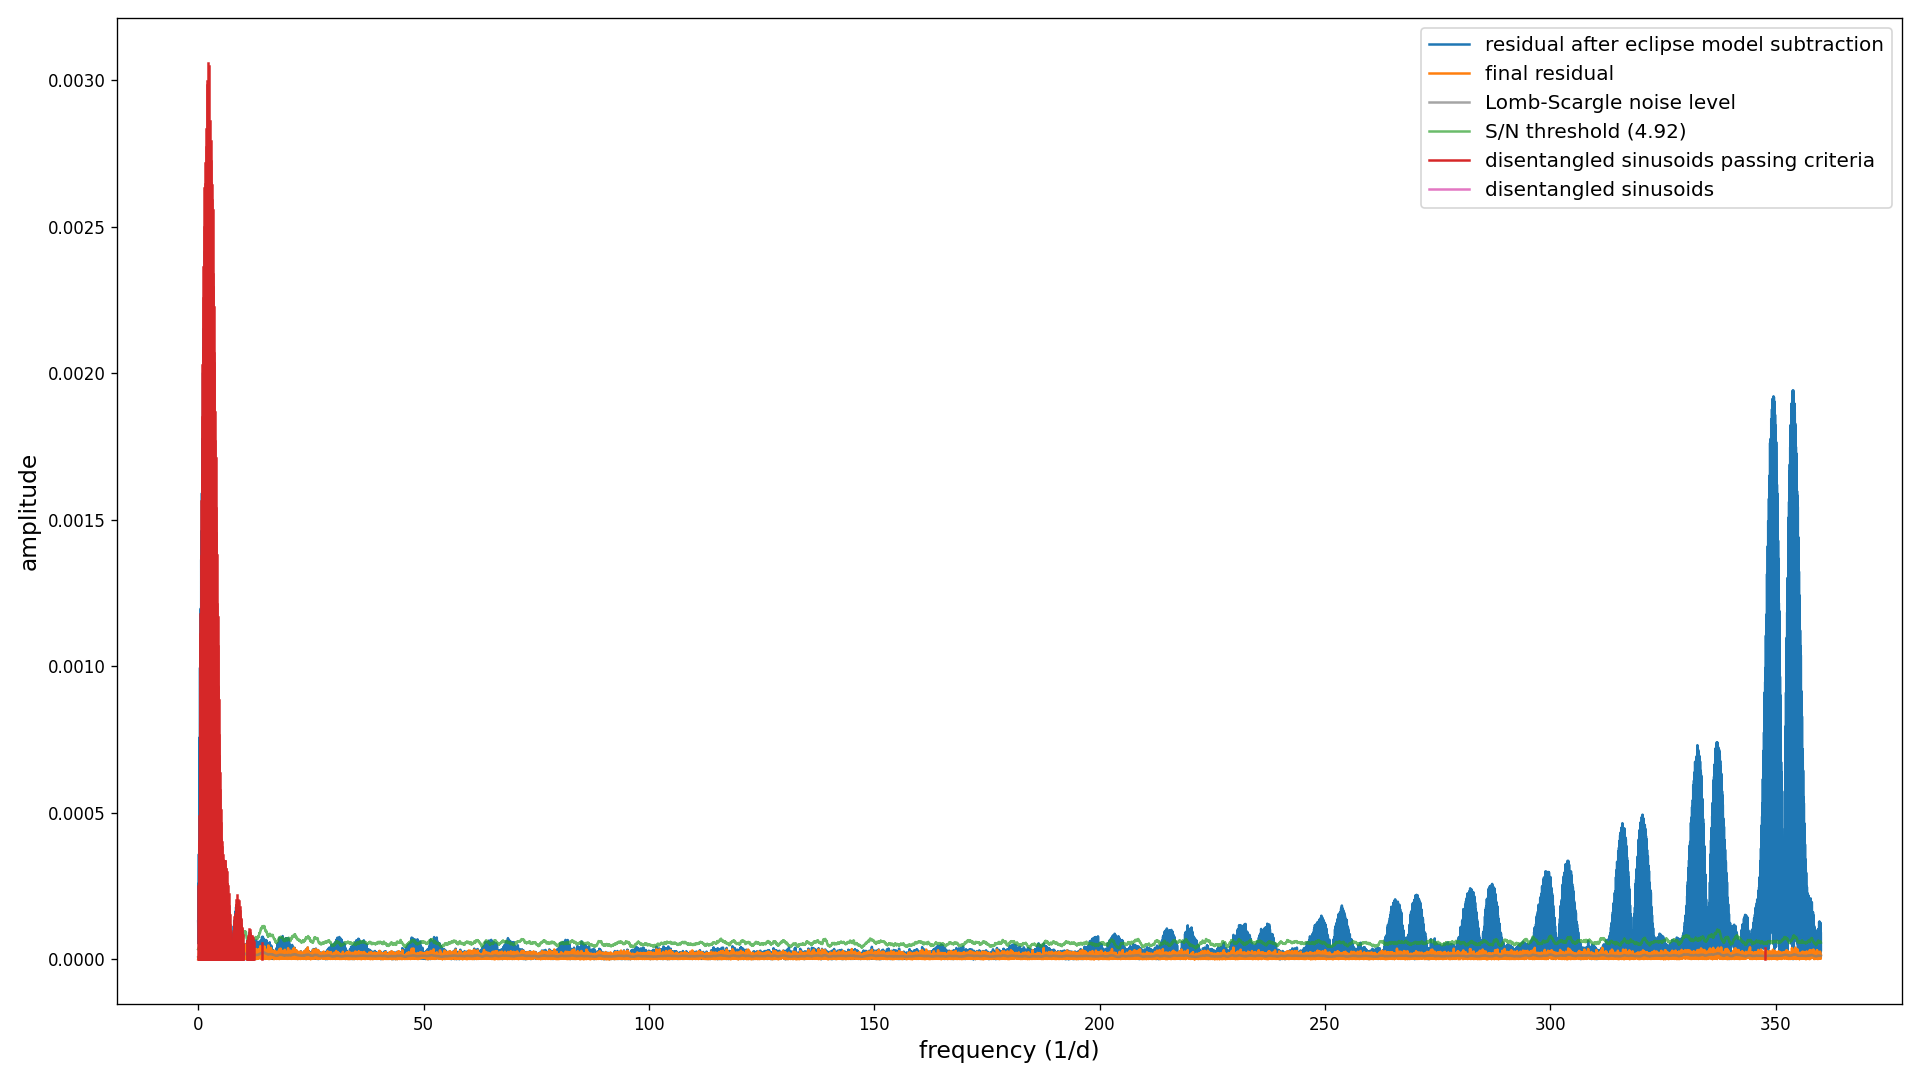 residual after eclipse model subtraction
final residual
Lomb-Scargle noise level
S/N threshold (4.92)
disentangled sinusoids passing criteria
disentangled sinusoids
0.0030
0.0025
0.0020
0.0015
0.0010
0.0005
0.0000
amplitude
0 50 100 150 200 250 300 350
frequency (1/d)